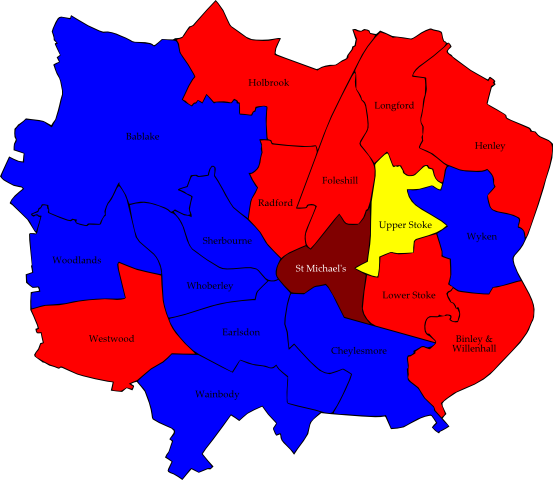 Holbrook
Longford
Bablake
Henley
Foleshill
Radford
Upper Stoke
Sherbourne
Wyken
Woodlands
St Michael's
Whoberley
Lower Stoke
Earlsdon
Westwood
Binley &
Willenhall
Cheylesmore
Wainbody